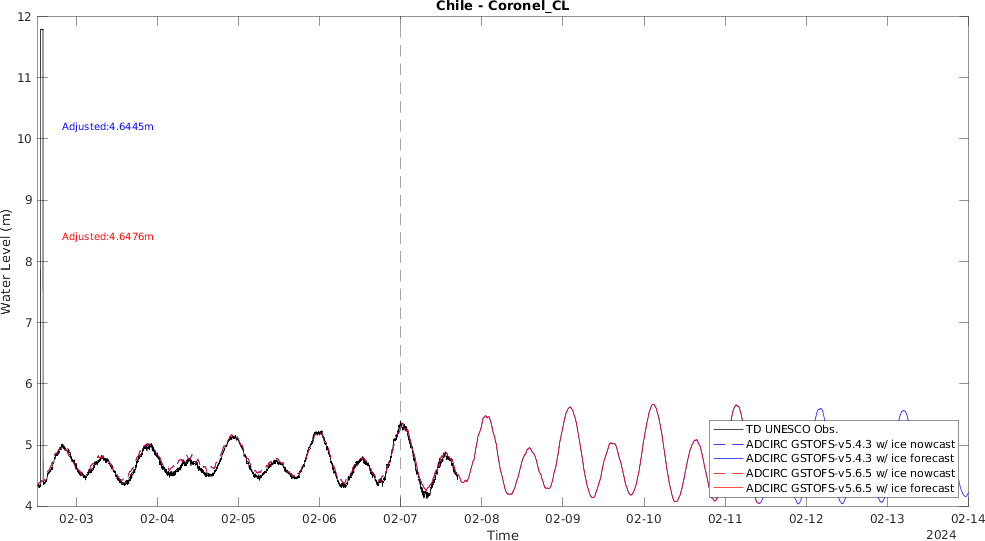 Chile - Coronel_CL
12
11
10
9
8
7
6
5
4
Water Level (m)
Adjusted:4.6445m
Adjusted:4.6476m
TD UNESCO Obs.
ADCIRC GSTOFS-v5.4.3 w/ ice nowcast
ADCIRC GSTOFS-v5.4.3 w/ ice forecast
ADCIRC GSTOFS-v5.6.5 w/ ice nowcast
ADCIRC GSTOFS-v5.6.5 w/ ice forecast
02-03 02-04 02-05 02-06 02-07 02-08 02-09 02-10 02-11 02-12 02-13 02-14
Time
2024